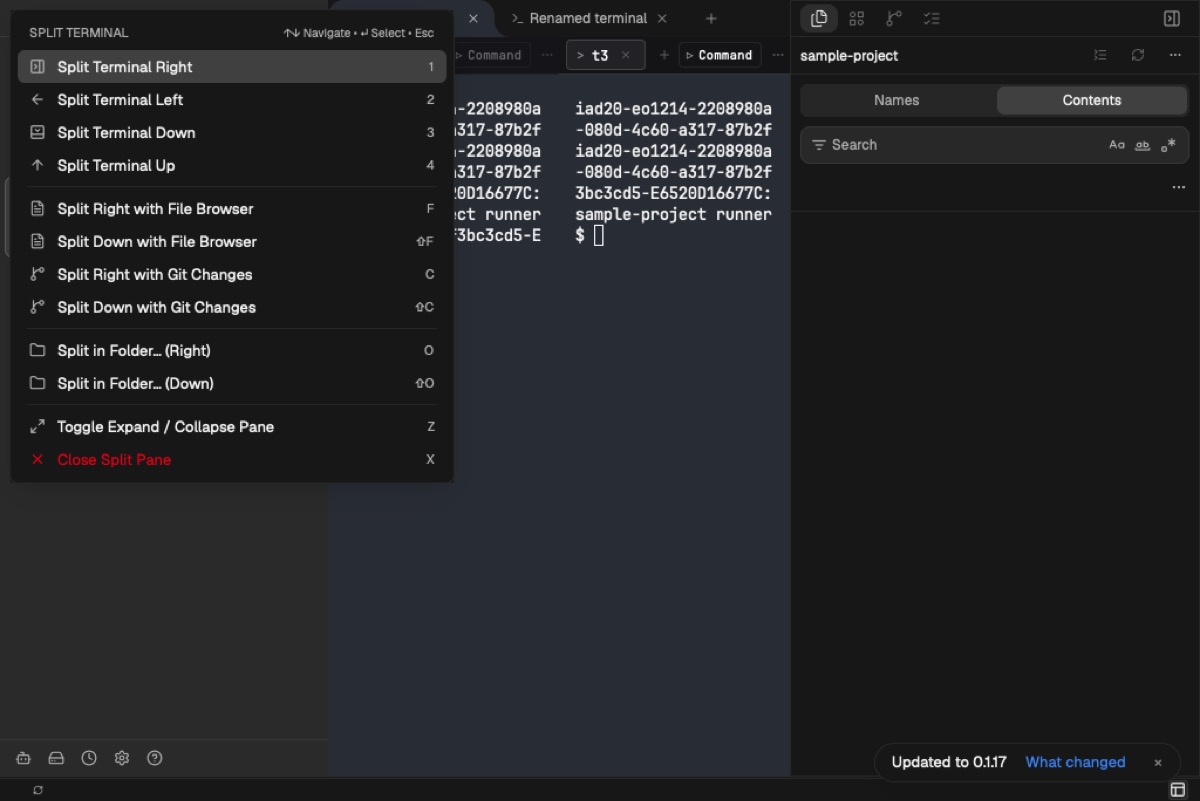 SPLIT TERMINAL
↑↓ Navigate • ↵ Select • Esc
Split Terminal Right 1
Split Terminal Left 2
Split Terminal Down 3
Split Terminal Up 4
Split Right with File Browser F
Split Down with File Browser ⇧F
Split Right with Git Changes C
Split Down with Git Changes ⇧C
Split in Folder... (Right) O
Split in Folder... (Down) ⇧O
Toggle Expand / Collapse Pane Z
Close Split Pane X
>_ Renamed terminal
Command
-2208980a
a317-87b2f
-2208980a
a317-87b2f
20D16677C:
ect runner
f3bc3cd5-E
> t3
Command
iad20-eo1214-2208980a
-080d-4c60-a317-87b2f
iad20-eo1214-2208980a
-080d-4c60-a317-87b2f
3bc3cd5-E6520D16677C:
sample-project runner
$
sample-project
Names
Contents
Search
Aa ab .*
Updated to 0.1.17 What changed